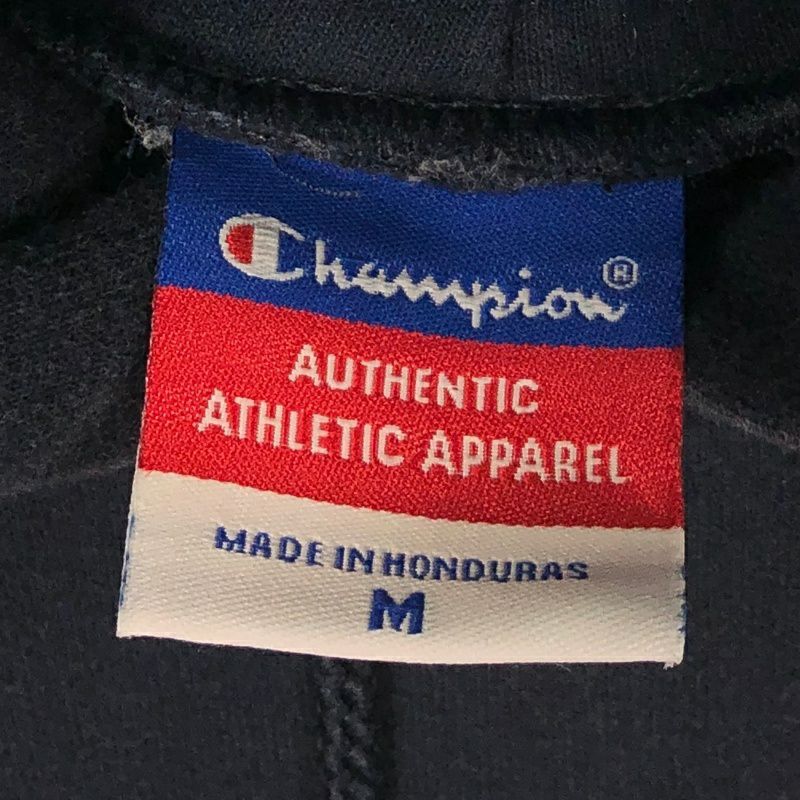 Champion®
AUTHENTIC
ATHLETIC APPAREL
MADE IN HONDURAS
M